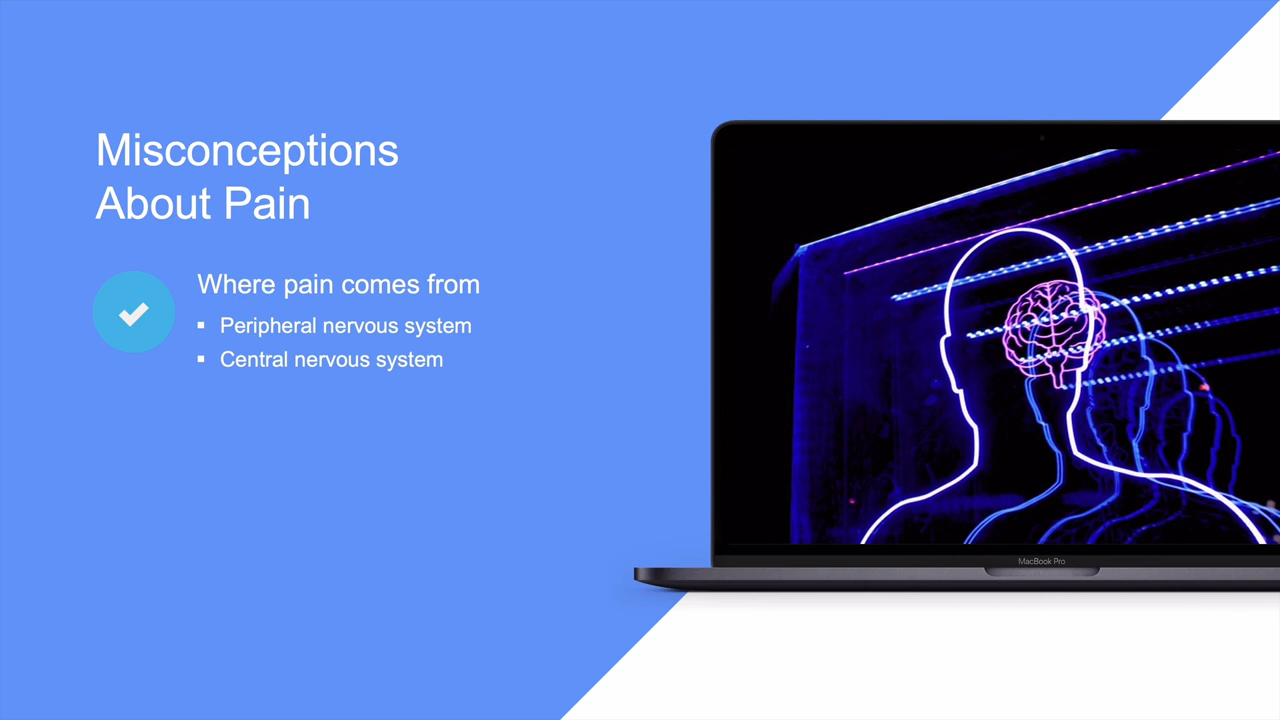 Misconceptions
About Pain
Where pain comes from
▪ Peripheral nervous system
▪ Central nervous system
MacBook Pro